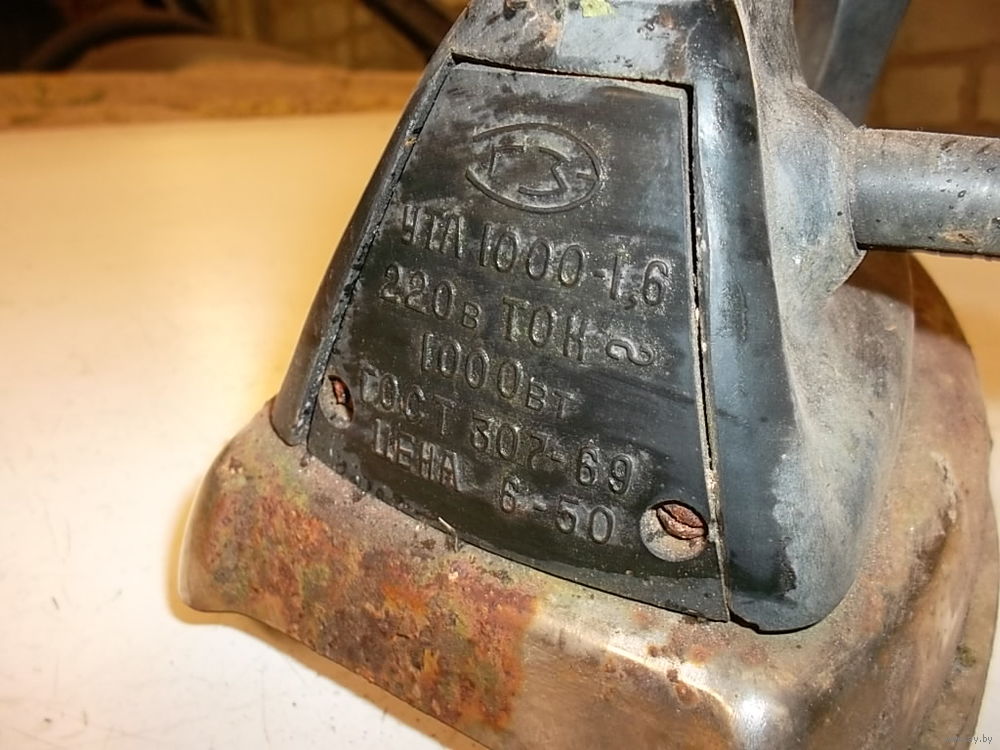 ГЗ
УТЛ 1000-1,6
220в ТОК ~
1000вт
ГОСТ 307-69
ЦЕНА 6-50